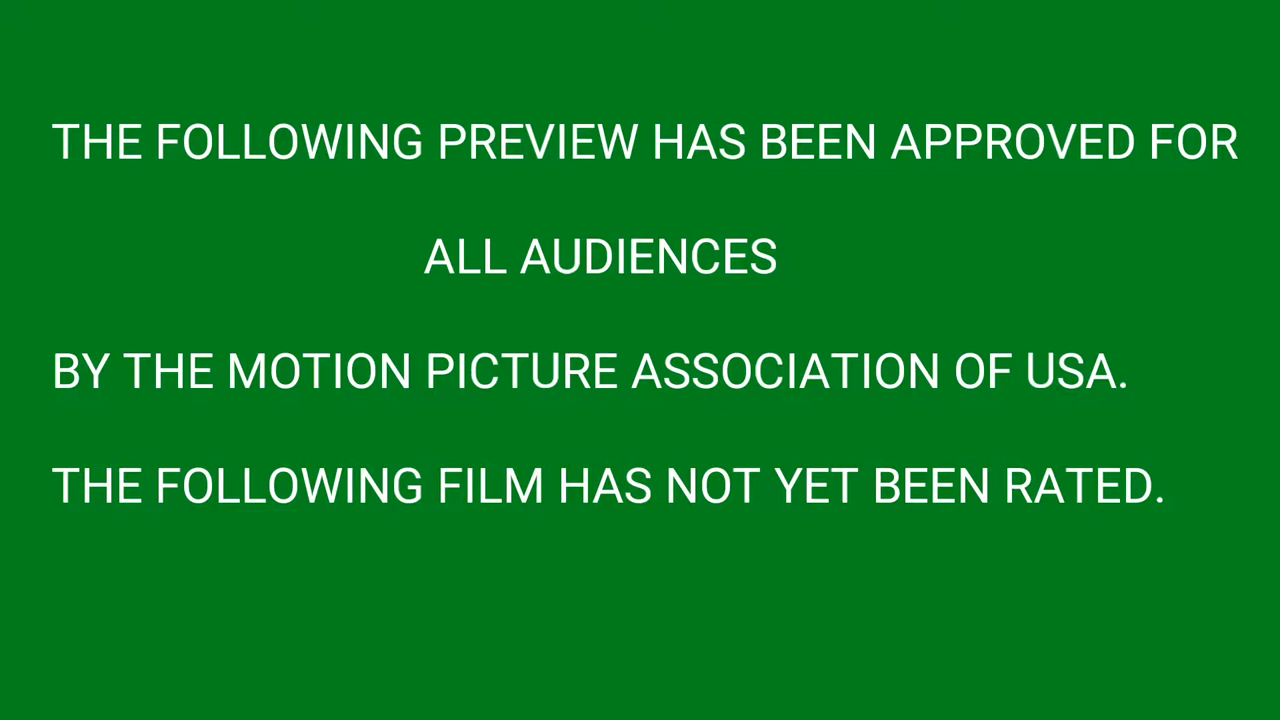 THE FOLLOWING PREVIEW HAS BEEN APPROVED FOR
ALL AUDIENCES
BY THE MOTION PICTURE ASSOCIATION OF USA.
THE FOLLOWING FILM HAS NOT YET BEEN RATED.